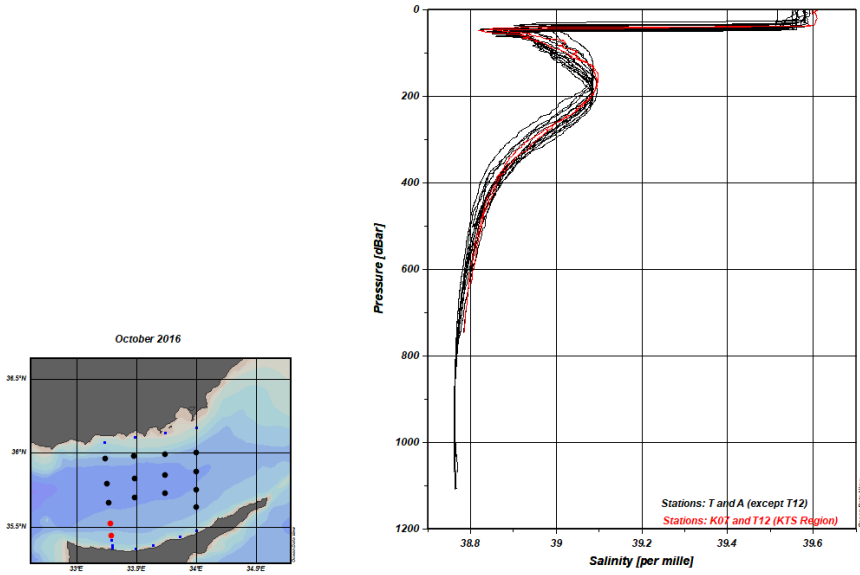 0
200
400
600
800
1000
1200
Pressure [dBar]
38.8
39
39.2
39.4
39.6
Salinity [per mille]
Stations: T and A (except T12)
Stations: K07 and T12 (KTS Region)
October 2016
36.5°N
36°N
35.5°N
33°E
33.5°E
34°E
34.5°E